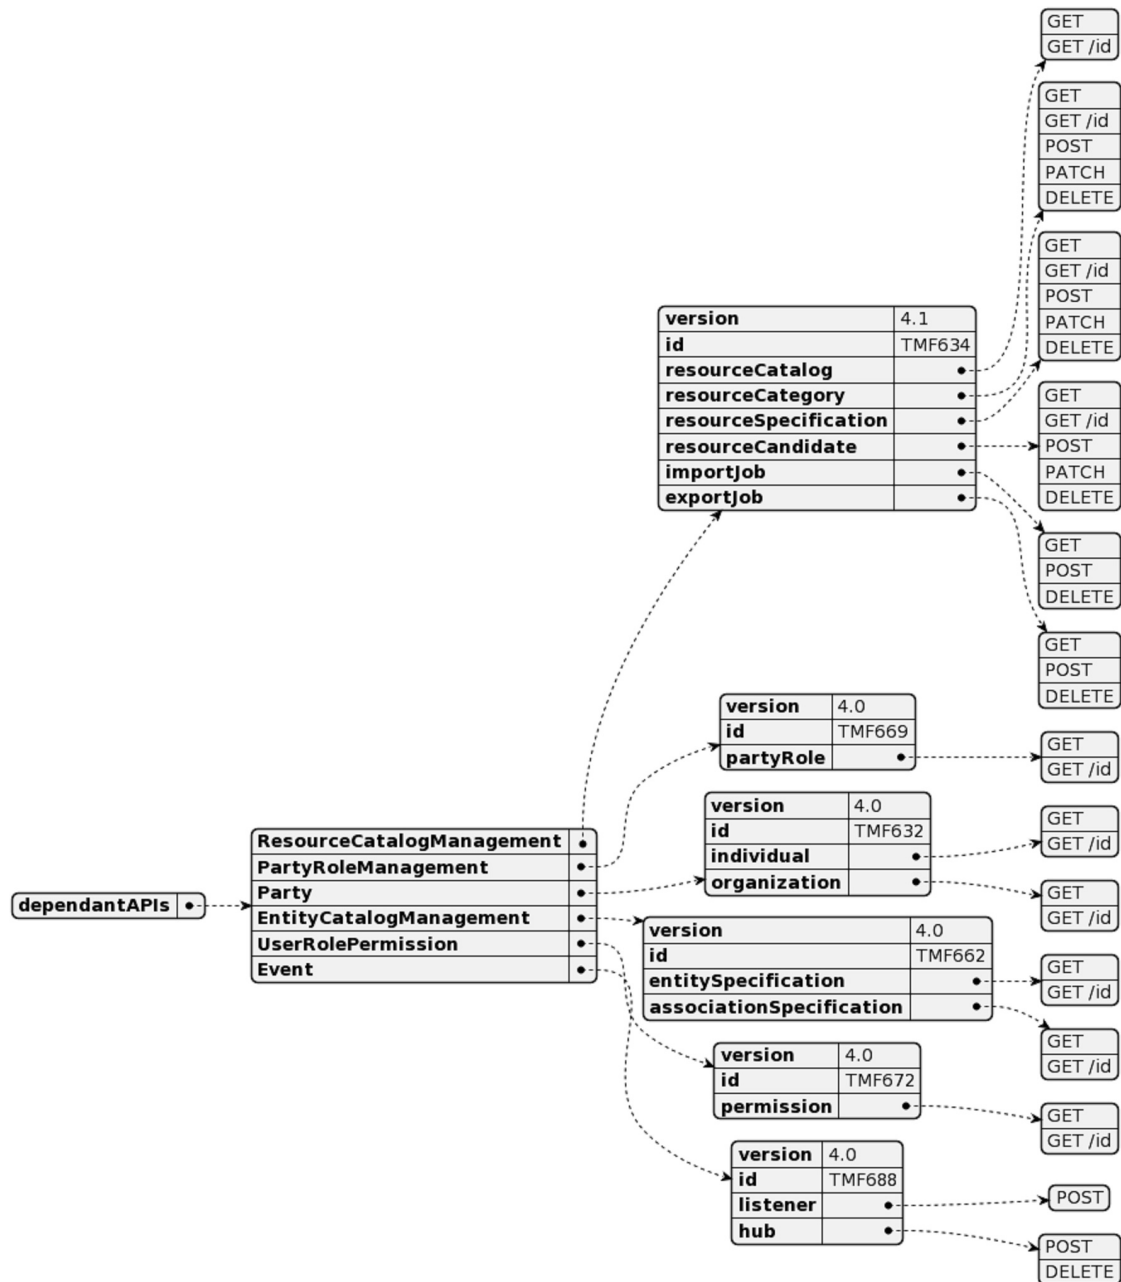 dependantAPIs
ResourceCatalogManagement
PartyRoleManagement
Party
EntityCatalogManagement
UserRolePermission
Event
version 4.1
id TMF634
resourceCatalog
resourceCategory
resourceSpecification
resourceCandidate
importJob
exportJob
GET
GET /id
GET
GET /id
POST
PATCH
DELETE
GET
GET /id
POST
PATCH
DELETE
GET
GET /id
POST
PATCH
DELETE
GET
POST
DELETE
GET
POST
DELETE
version 4.0
id TMF669
partyRole
GET
GET /id
version 4.0
id TMF632
individual
organization
GET
GET /id
GET
GET /id
version 4.0
id TMF662
entitySpecification
associationSpecification
GET
GET /id
GET
GET /id
version 4.0
id TMF672
permission
GET
GET /id
version 4.0
id TMF688
listener
hub
POST
POST
DELETE